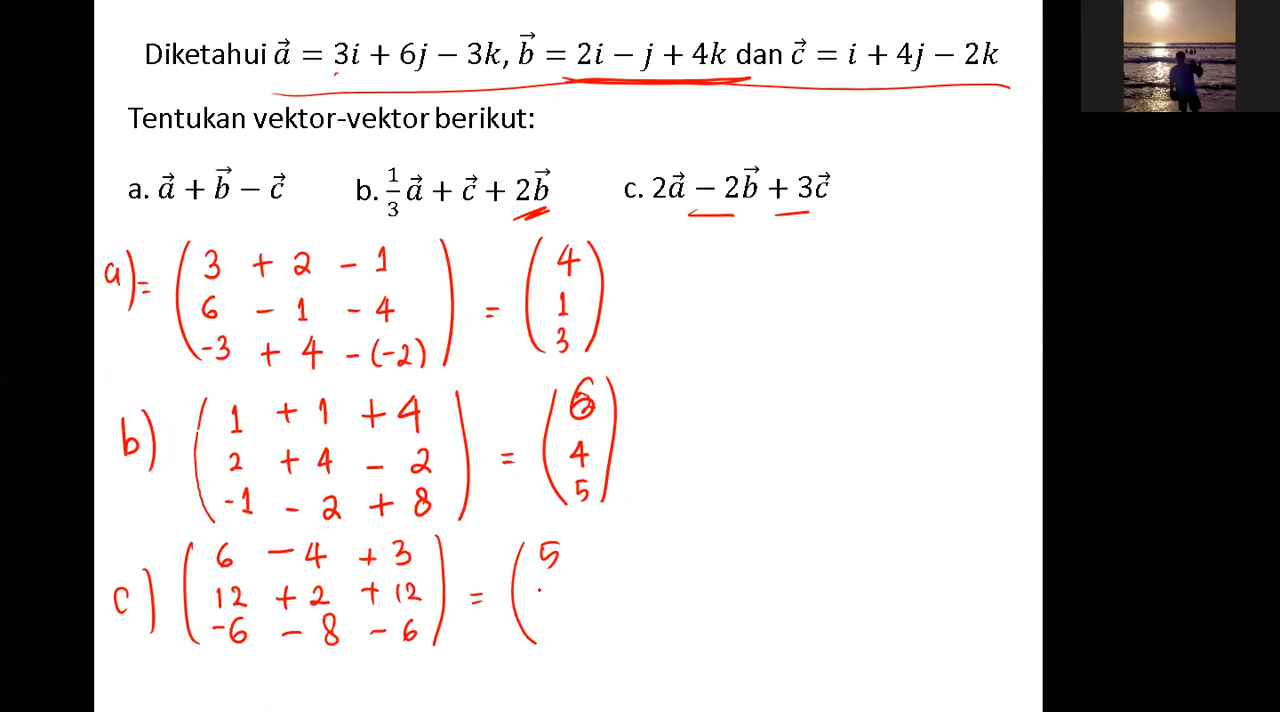 Diketahui a⃗ = 3i + 6j − 3k, b⃗ = 2i − j + 4k dan c⃗ = i + 4j − 2k
Tentukan vektor-vektor berikut:
a. a⃗ + b⃗ − c⃗ b. 1/3 a⃗ + c⃗ + 2b⃗ c. 2a⃗ − 2b⃗ + 3c⃗
a) = ( 3 + 2 − 1 ) = ( 4 )
6 − 1 − 4 1
-3 + 4 − (-2) 3
b) ( 1 + 1 + 4 ) = ( 6 )
2 + 4 − 2 4
-1 − 2 + 8 5
c) ( 6 − 4 + 3 ) = ( 5
12 + 2 + 12
-6 − 8 − 6